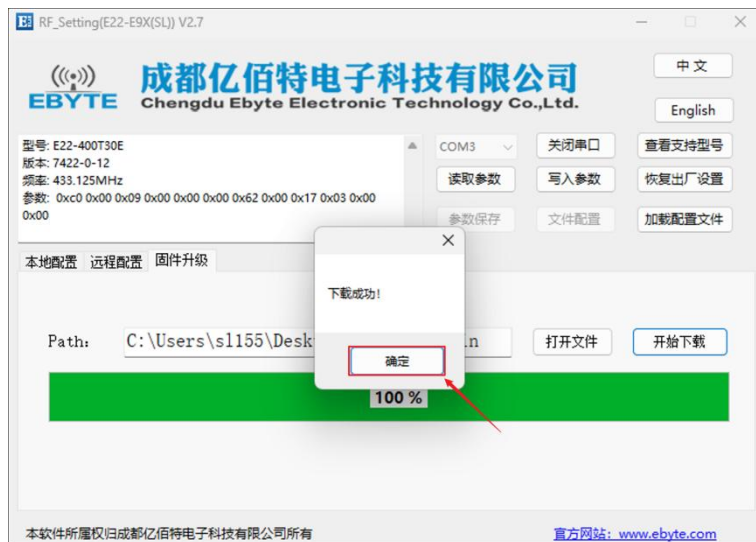 RF_Setting(E22-E9X(SL)) V2.7
EBYTE
成都亿佰特电子科技有限公司
Chengdu Ebyte Electronic Technology Co.,Ltd.
中文
English
型号: E22-400T30E
版本: 7422-0-12
频率: 433.125MHz
参数: 0xc0 0x00 0x09 0x00 0x00 0x00 0x62 0x00 0x17 0x03 0x00
0x00
COM3
关闭串口
查看支持型号
读取参数
写入参数
恢复出厂设置
参数保存
文件配置
加载配置文件
本地配置 远程配置 固件升级
下载成功!
确定
Path: C:\Users\sl155\Desk
打开文件
开始下载
100 %
本软件所属权归成都亿佰特电子科技有限公司所有
官方网站: www.ebyte.com